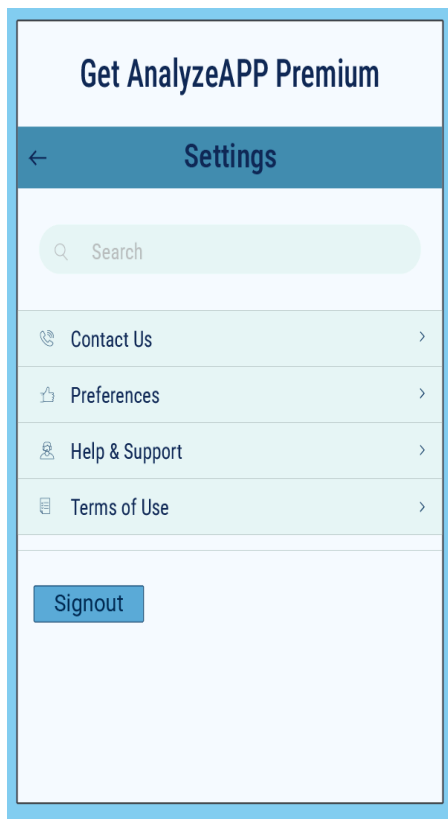 Get AnalyzeAPP Premium
Settings
Search
Contact Us
Preferences
Help & Support
Terms of Use
Signout